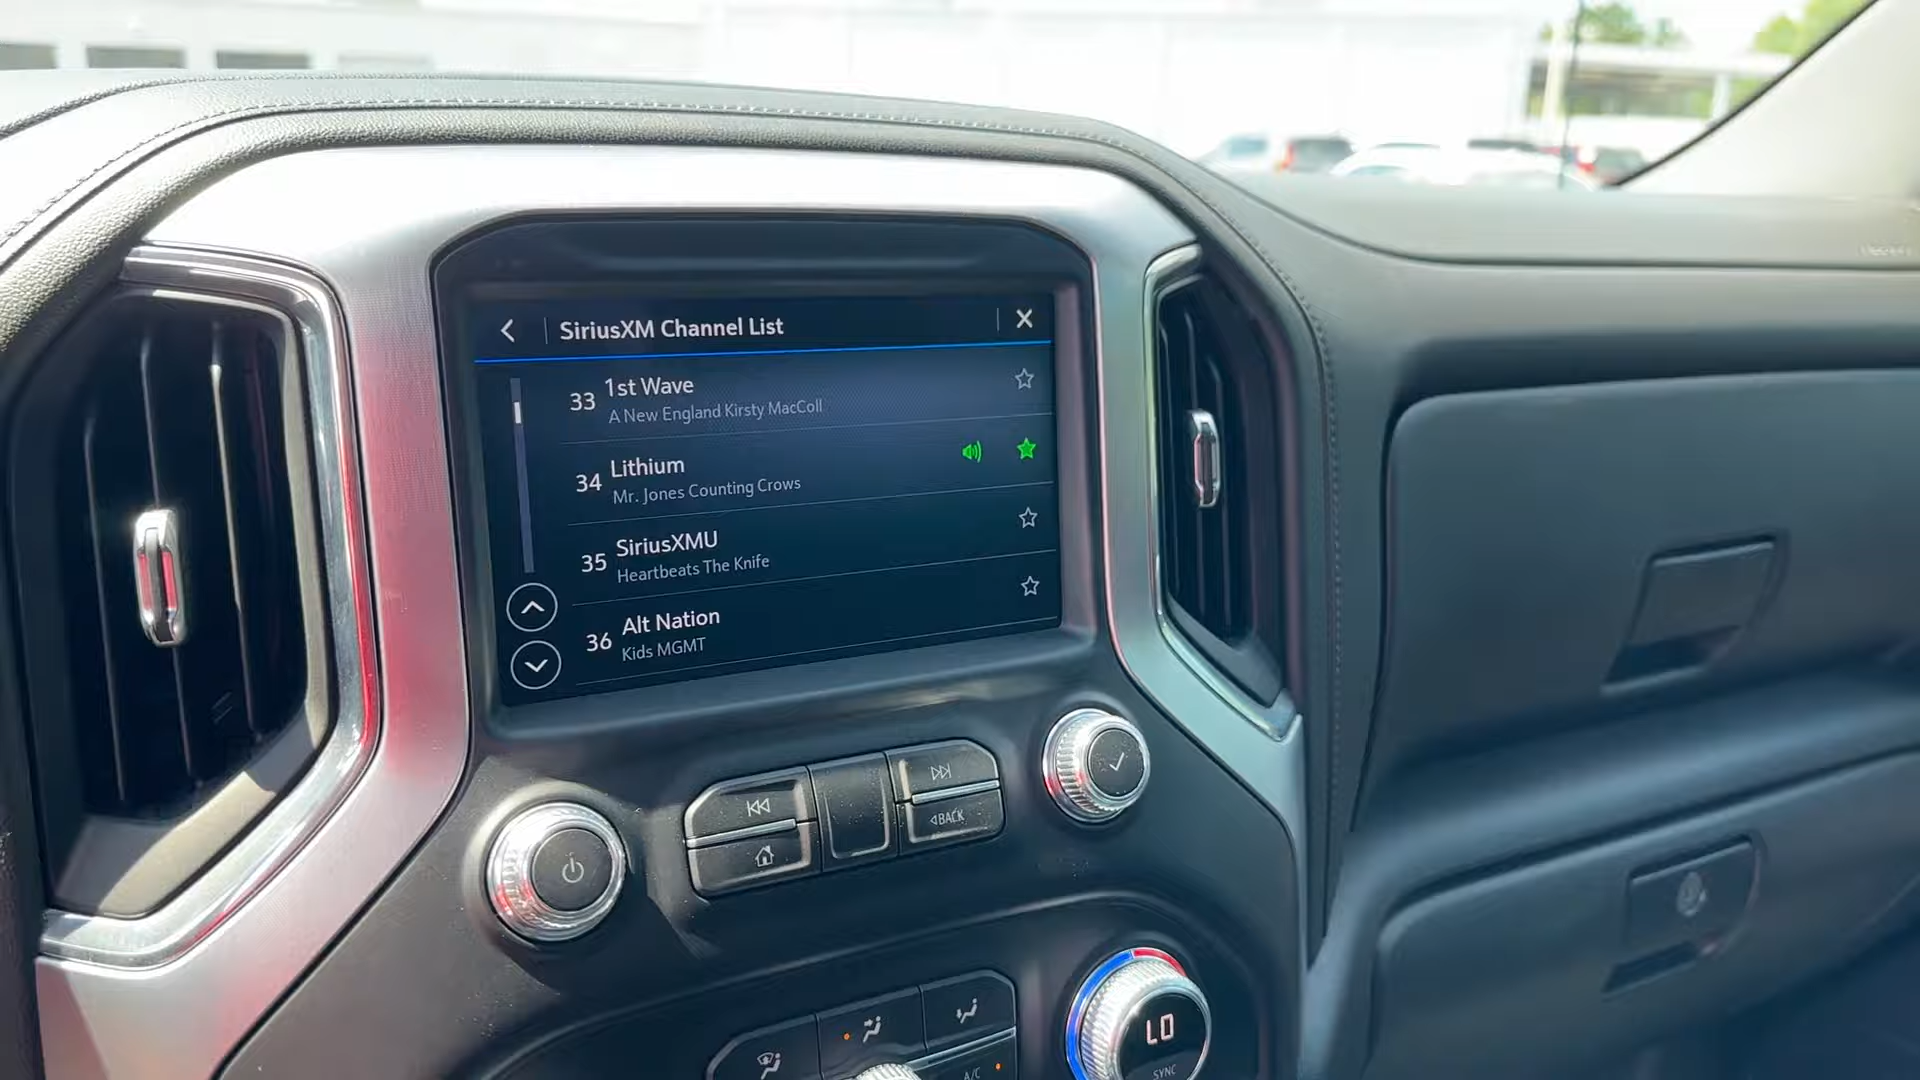 SiriusXM Channel List
33 1st Wave
A New England Kirsty MacColl
34 Lithium
Mr. Jones Counting Crows
35 SiriusXMU
Heartbeats The Knife
36 Alt Nation
Kids MGMT
BACK
LO
SYNC
A/C